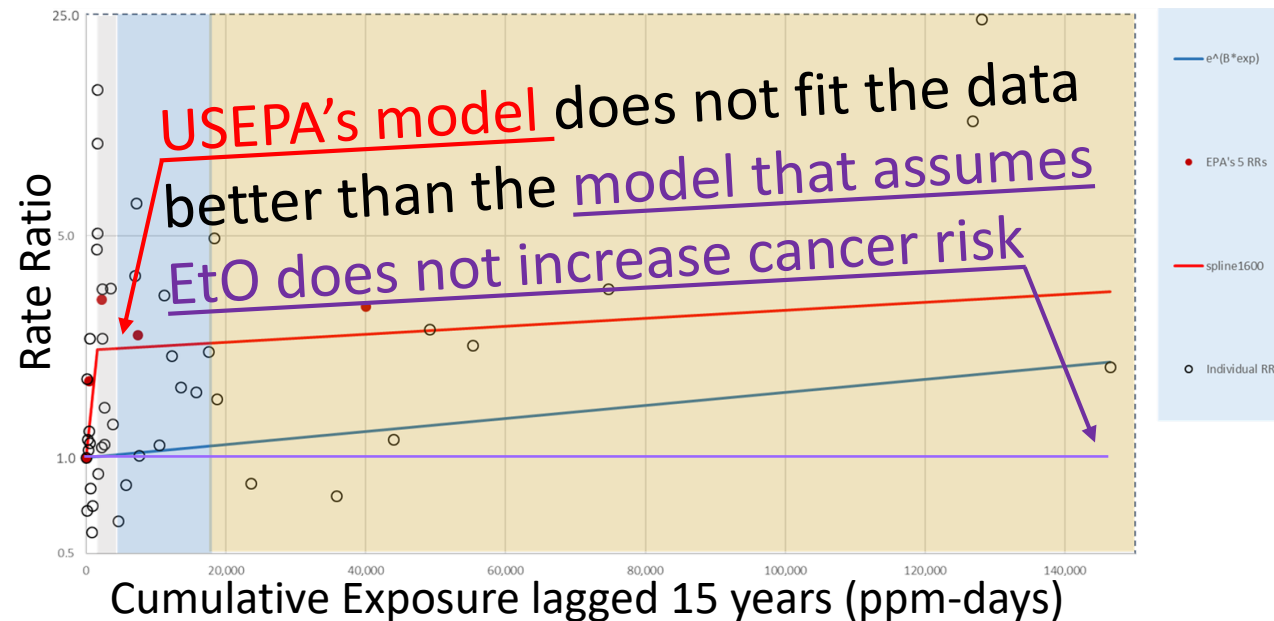 25.0
USEPA's model does not fit the data
better than the model that assumes
EtO does not increase cancer risk
5.0
1.0
0.5
Rate Ratio
0 20,000 40,000 60,000 80,000 100,000 120,000 140,000
Cumulative Exposure lagged 15 years (ppm-days)
e^(B*exp)
EPA's 5 RRs
spline1600
Individual RR